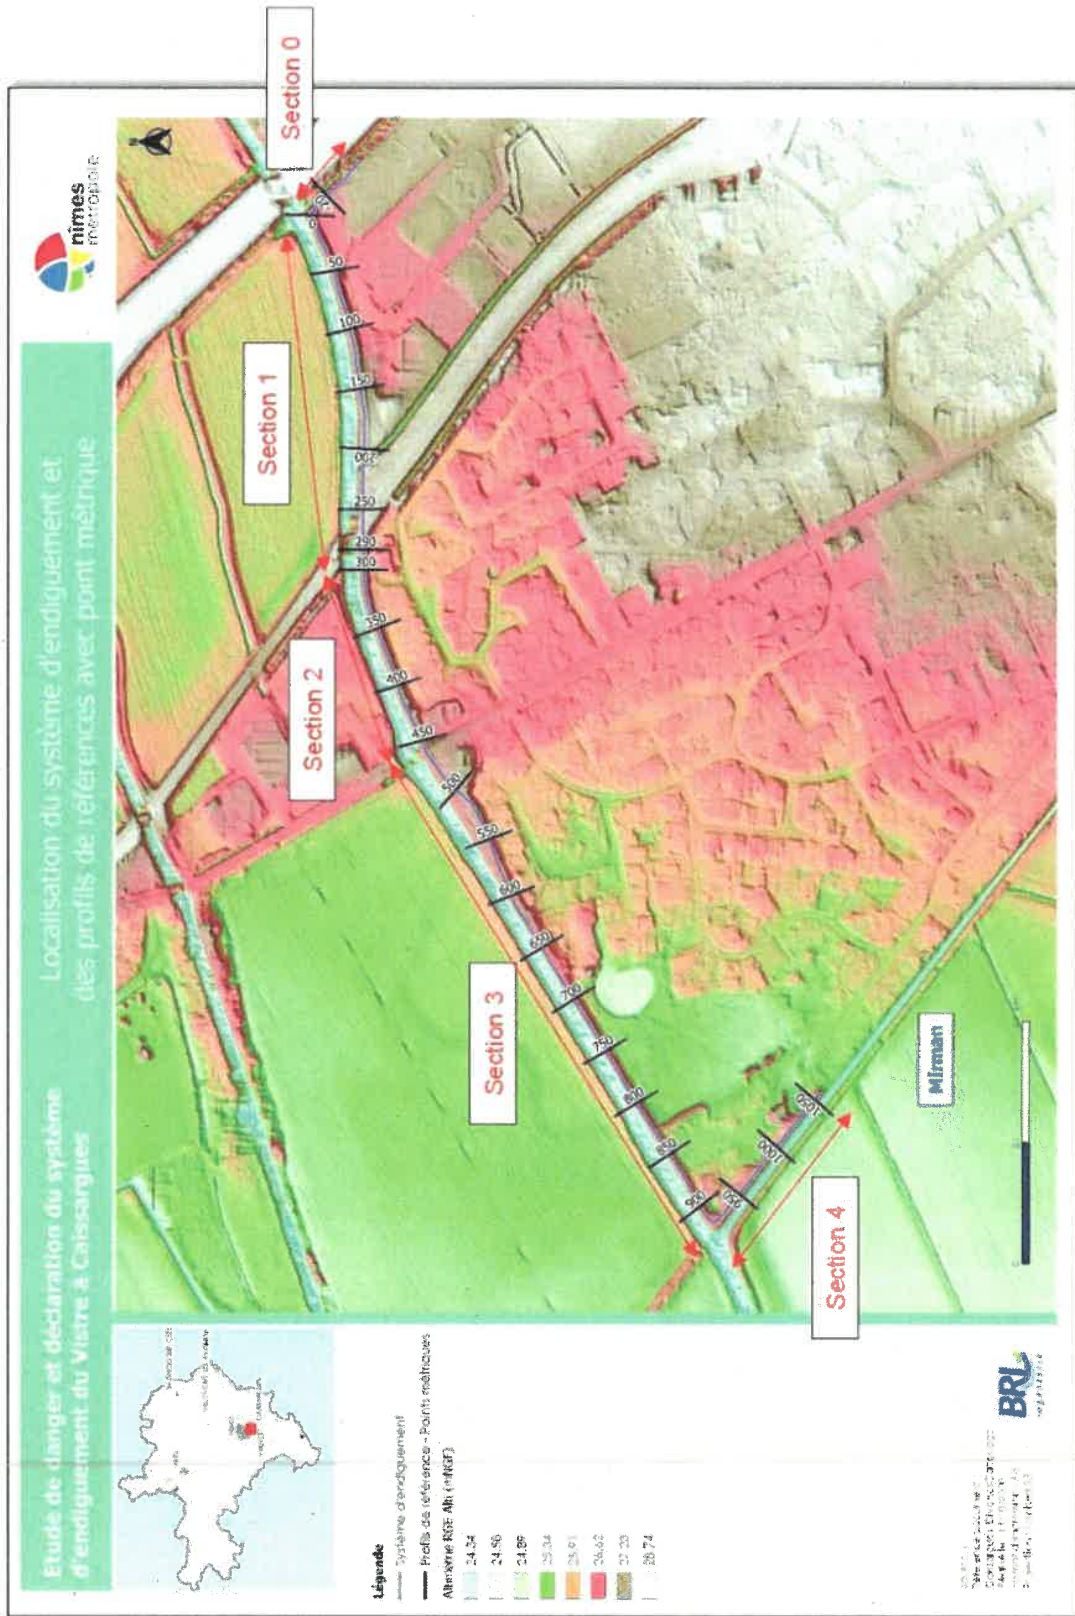 Etude de danger et déclaration du système
d'endiguement du Vistre à Caissargues
Localisation du système d'endiguement et
des profils de références avec point métrique
nîmes
métropole
Section 0
Section 1
Section 2
Section 3
Section 4
0
50
100
150
200
250
290
300
350
400
450
500
550
600
650
700
750
800
850
900
950
1000
1050
Mirman
Légende
Système d'endiguement
Profils de référence - Points métriques
Altimétrie RGE Alti (mNGF)
24.34
24.56
24.89
25.34
25.91
26.62
27.33
28.74
BRL